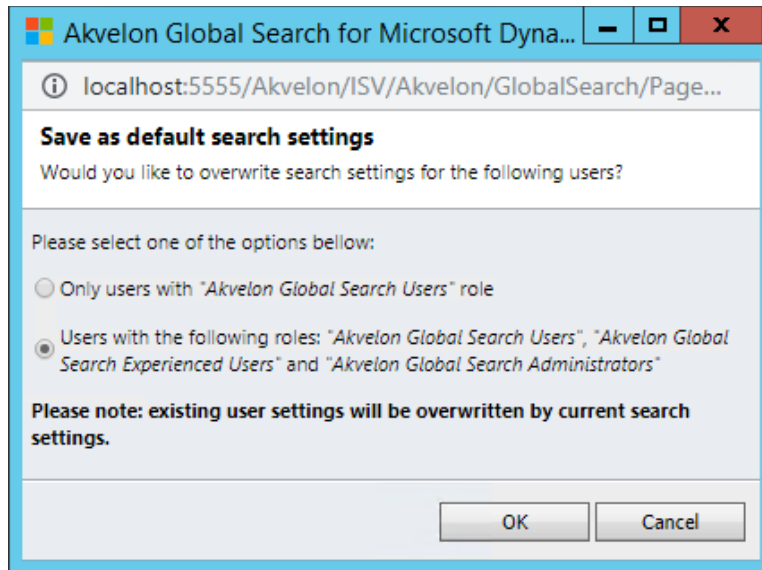 Akvelon Global Search for Microsoft Dyna...
localhost:5555/Akvelon/ISV/Akvelon/GlobalSearch/Page...
Save as default search settings
Would you like to overwrite search settings for the following users?
Please select one of the options bellow:
Only users with "Akvelon Global Search Users" role
Users with the following roles: "Akvelon Global Search Users", "Akvelon Global
Search Experienced Users" and "Akvelon Global Search Administrators"
Please note: existing user settings will be overwritten by current search
settings.
OK
Cancel